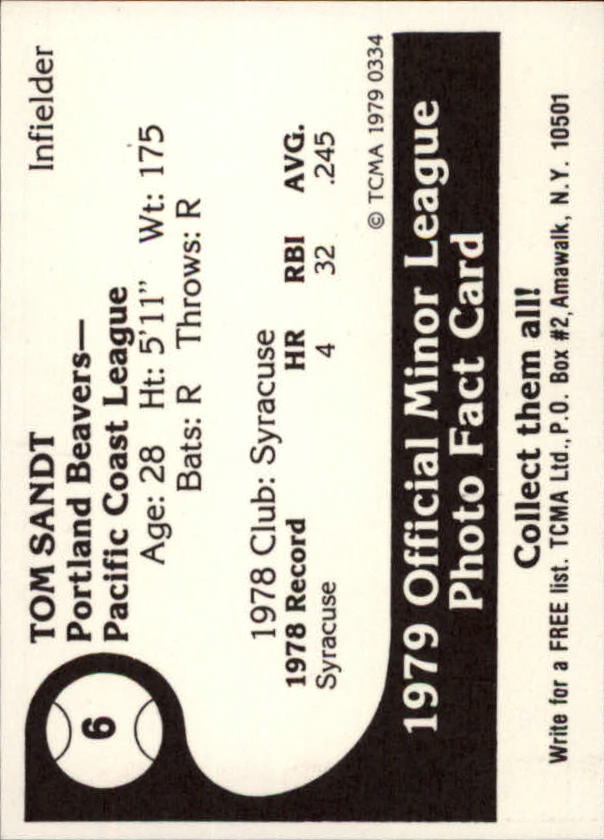 6
TOM SANDT Infielder
Portland Beavers—
Pacific Coast League
Age: 28 Ht: 5'11" Wt: 175
Bats: R Throws: R
1978 Club: Syracuse
1978 Record HR RBI AVG.
Syracuse 4 32 .245
© TCMA 1979 0334
1979 Official Minor League
Photo Fact Card
Collect them all!
Write for a FREE list. TCMA Ltd., P.O. Box #2, Amawalk, N.Y. 10501